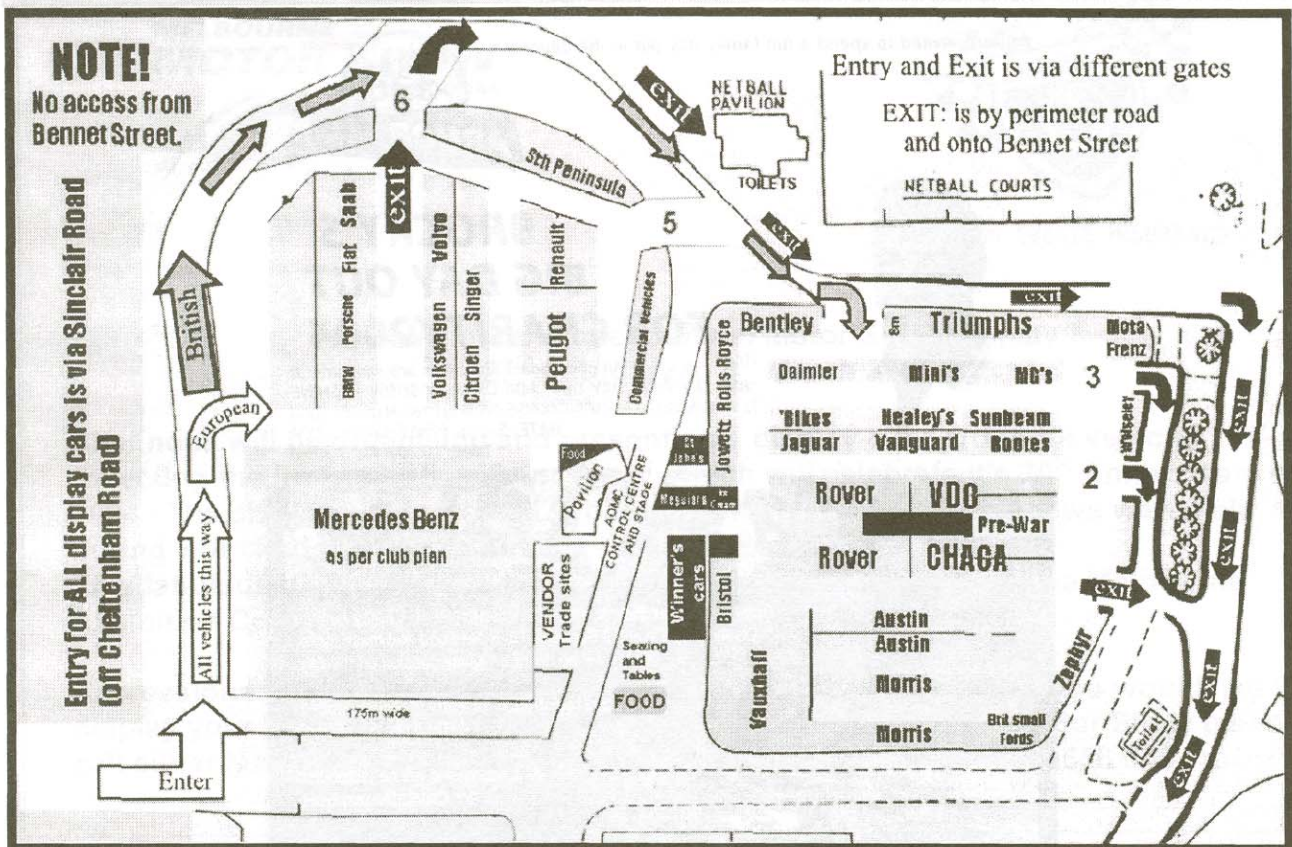 NOTE!
No access from
Bennet Street.
Entry for ALL display cars is via Sinclair Road
(off Cheltenham Road)
Enter
All vehicles this way
European
British
6
exit
Sth Peninsula
5
exit
exit
NETBALL
PAVILION
TOILETS
Entry and Exit is via different gates
EXIT: is by perimeter road
and onto Bennet Street
NETBALL COURTS
BMW Porsche Fiat Saab
Volkswagen Volvo
Citroen Singer
Peugot Renault
Commercial Vehicles
Mercedes Benz
as per club plan
175m wide
Food
Pavilion
AOMC
CONTROL CENTRE
AND STAGE
VENDOR
Trade sites
St
John's
Meguiar's
Winner's
cars
Bristol
Seating
and
Tables
FOOD
Jowett Rolls Royce
Bentley
Triumphs
exit
Mota
Frenz
Daimler Mini's MG's
3
Bikes Healey's Sunbeam
Jaguar Vanguard Rootes
Wolseley
2
Rover VDO
Pre-War
Rover CHACA
exit
Austin
Austin
Morris
Morris
Vauxhall
Brit small
Fords
Zephyr
Toilet
exit
exit
exit
exit
exit